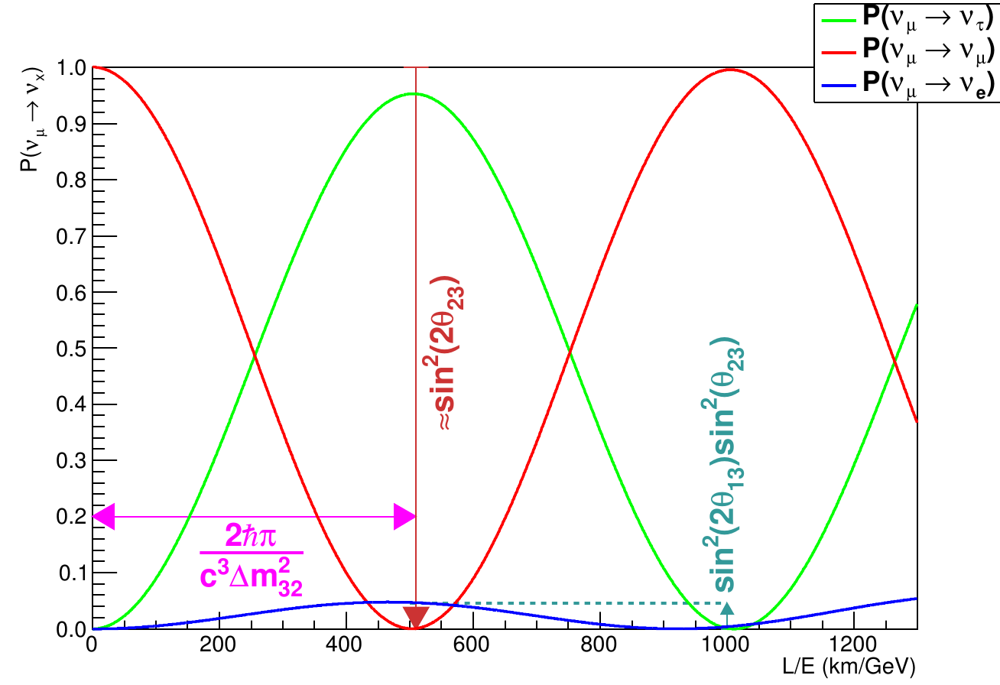 P(ν_μ → ν_τ)
P(ν_μ → ν_μ)
P(ν_μ → ν_e)
P(ν_μ → ν_x)
1.0
0.9
0.8
0.7
0.6
0.5
0.4
0.3
0.2
0.1
0.0
≈sin²(2θ₂₃)
sin²(2θ₁₃)sin²(θ₂₃)
2ħπ
c³Δm²₃₂
0 200 400 600 800 1000 1200
L/E (km/GeV)